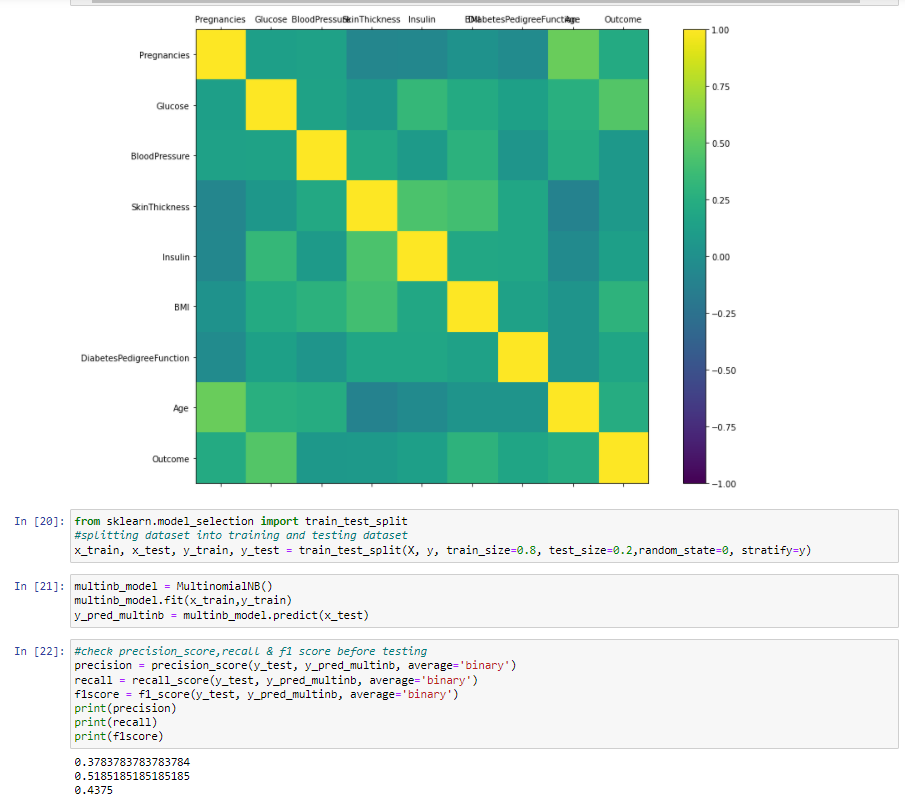 Pregnancies Glucose BloodPressure SkinThickness Insulin BMI DiabetesPedigreeFunction Age Outcome
Pregnancies
Glucose
BloodPressure
SkinThickness
Insulin
BMI
DiabetesPedigreeFunction
Age
Outcome
1.00
0.75
0.50
0.25
0.00
−0.25
−0.50
−0.75
−1.00
In [20]: from sklearn.model_selection import train_test_split
#splitting dataset into training and testing dataset
x_train, x_test, y_train, y_test = train_test_split(X, y, train_size=0.8, test_size=0.2,random_state=0, stratify=y)
In [21]: multinb_model = MultinomialNB()
multinb_model.fit(x_train,y_train)
y_pred_multinb = multinb_model.predict(x_test)
In [22]: #check precision_score,recall & f1 score before testing
precision = precision_score(y_test, y_pred_multinb, average='binary')
recall = recall_score(y_test, y_pred_multinb, average='binary')
f1score = f1_score(y_test, y_pred_multinb, average='binary')
print(precision)
print(recall)
print(f1score)
0.3783783783783784
0.5185185185185185
0.4375